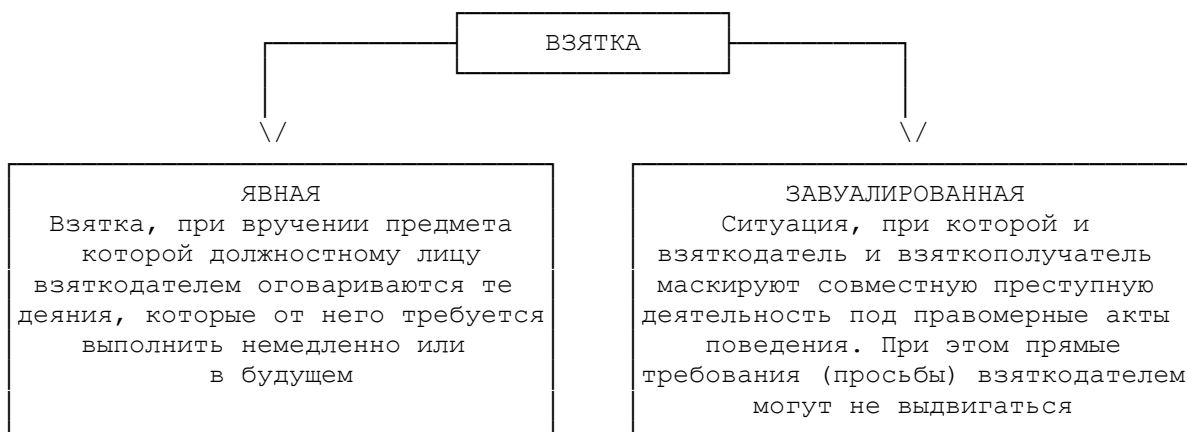 ВЗЯТКА
ЯВНАЯ
Взятка, при вручении предмета
которой должностному лицу
взяткодателем оговариваются те
деяния, которые от него требуется
выполнить немедленно или
в будущем
ЗАВУАЛИРОВАННАЯ
Ситуация, при которой и
взяткодатель и взяткополучатель
маскируют совместную преступную
деятельность под правомерные акты
поведения. При этом прямые
требования (просьбы) взяткодателем
могут не выдвигаться